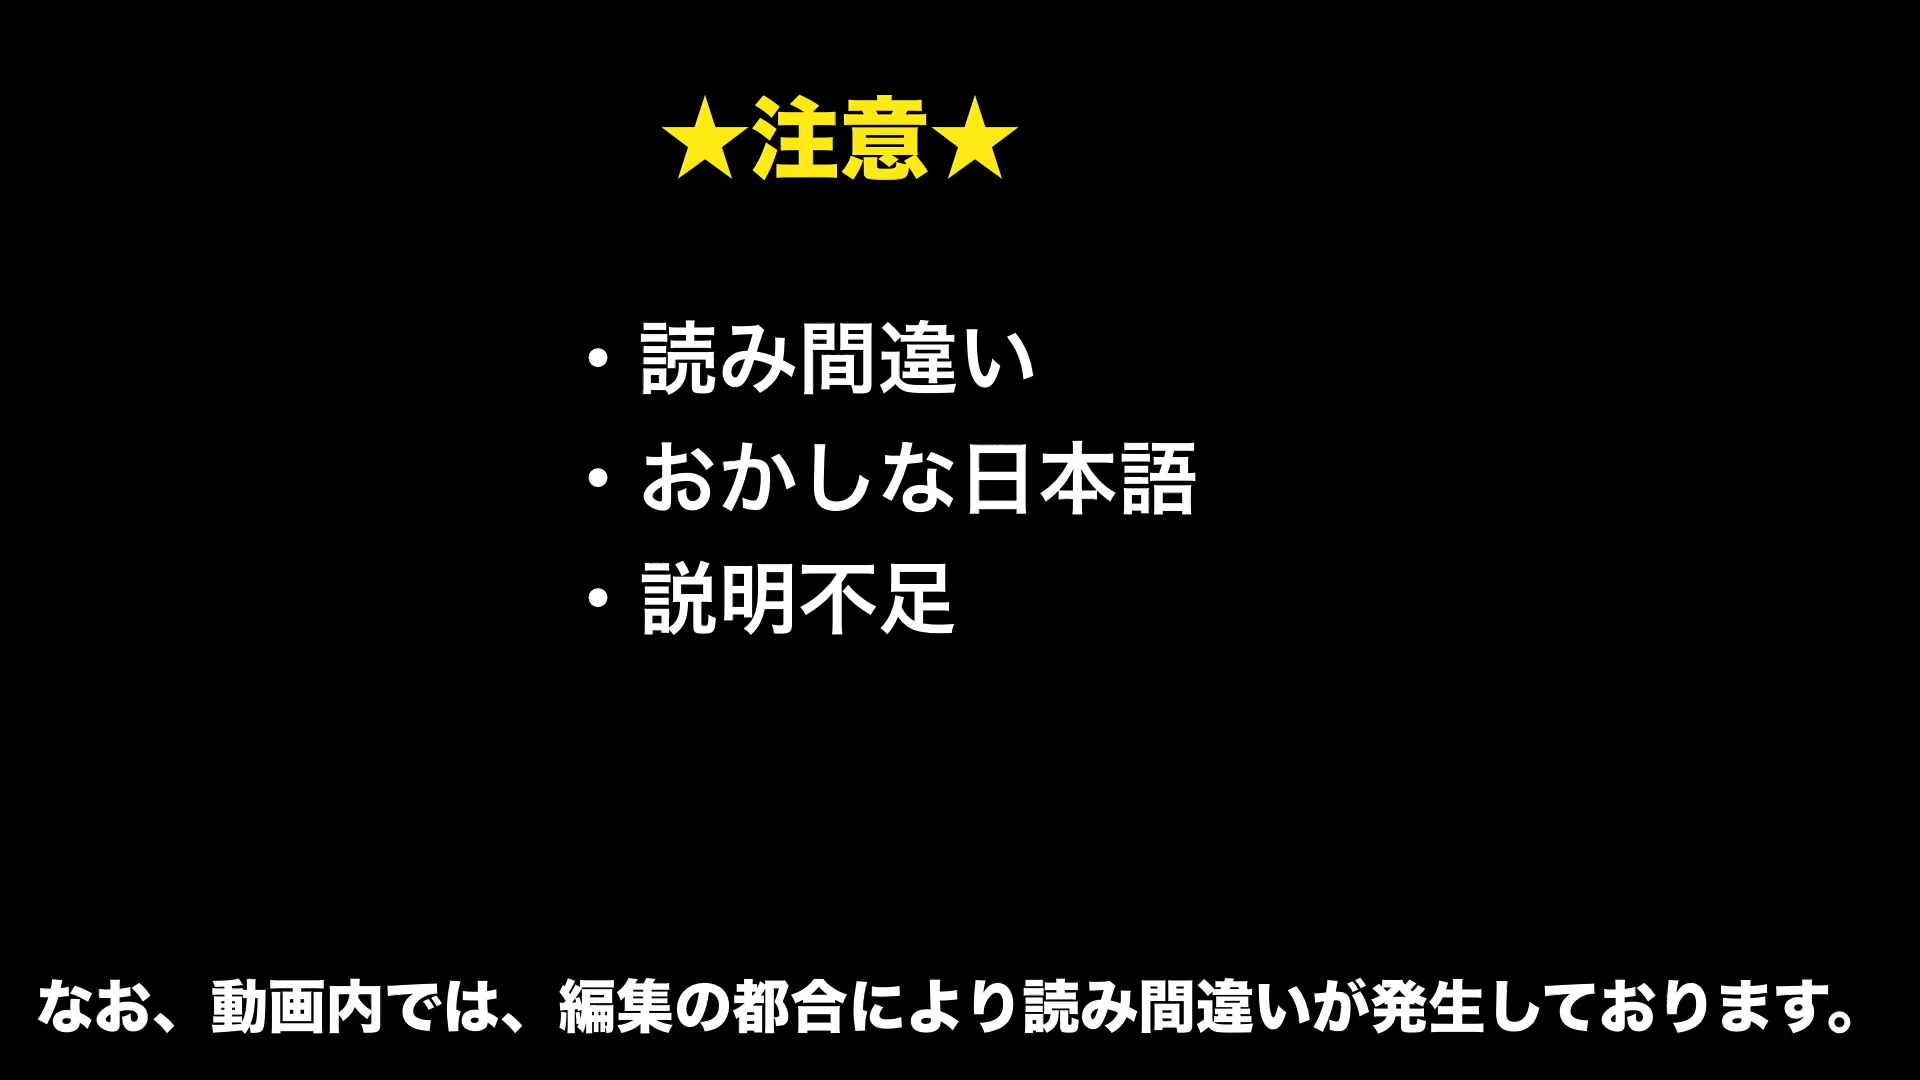 ★注意★
・読み間違い
・おかしな日本語
・説明不足
なお、動画内では、編集の都合により読み間違いが発生しております。